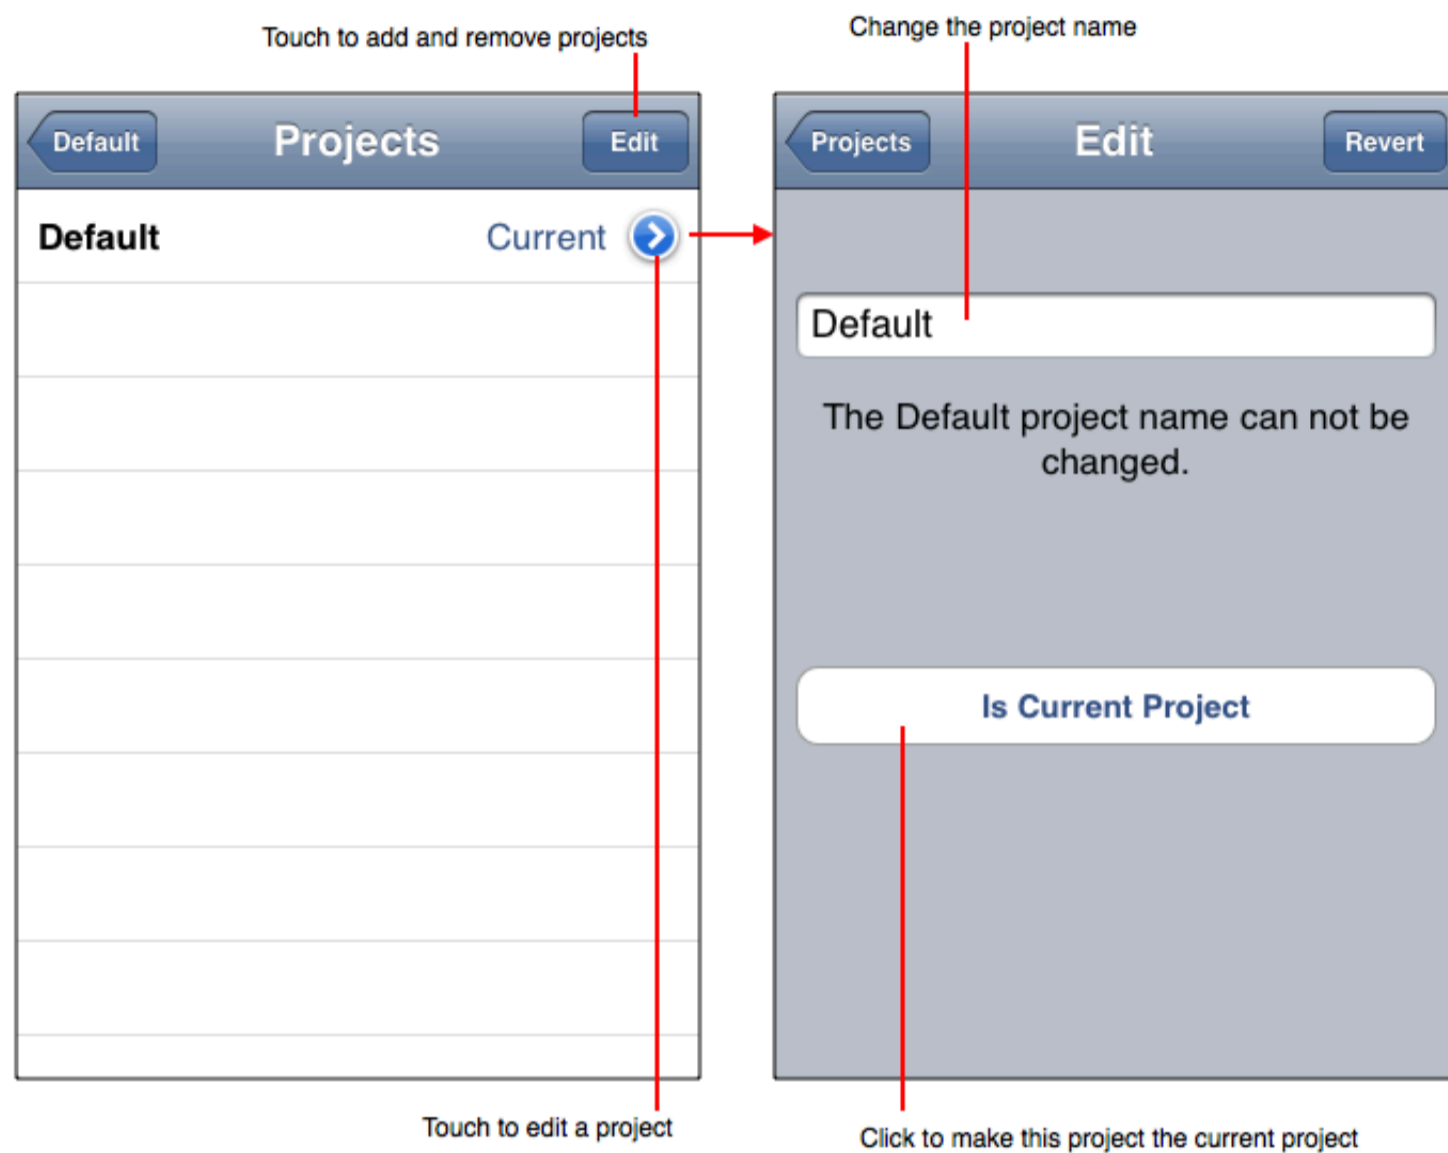 Touch to add and remove projects
Change the project name
Default
Projects
Edit
Projects
Edit
Revert
Default
Current
Default
The Default project name can not be
changed.
Is Current Project
Touch to edit a project
Click to make this project the current project